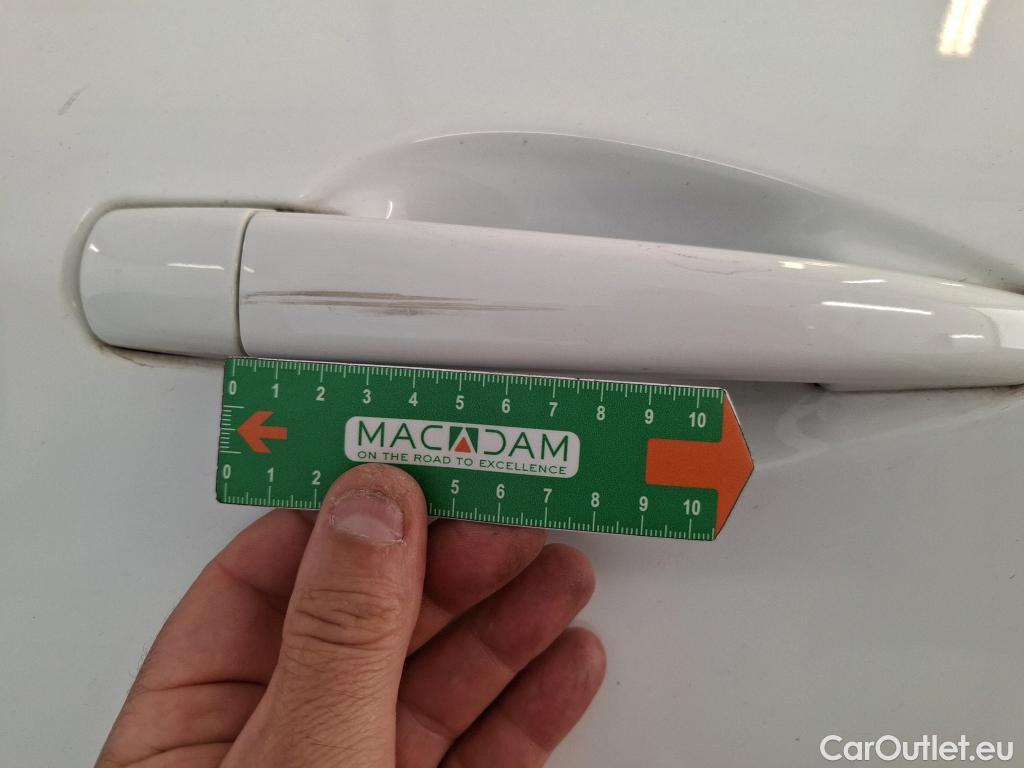 0 1 2 3 4 5 6 7 8 9 10
MACADAM
ON THE ROAD TO EXCELLENCE
0 1 2 5 6 7 8 9 10
CarOutlet.eu